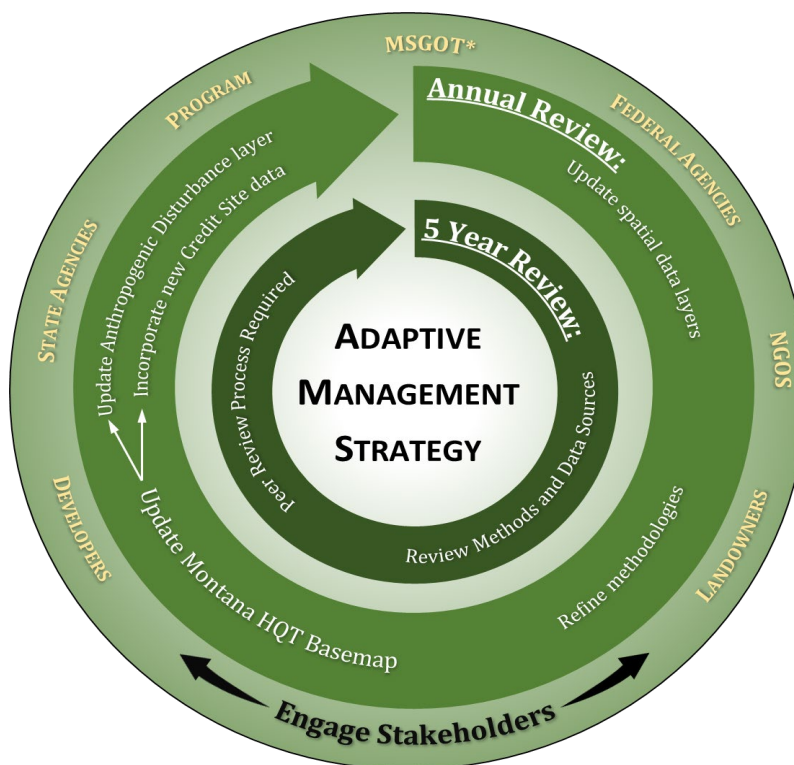 MSGOT*
FEDERAL AGENCIES
NGOS
LANDOWNERS
Engage Stakeholders
DEVELOPERS
STATE AGENCIES
PROGRAM
Annual Review:
Update spatial data layers
Refine methodologies
Update Montana HQT Basemap
Update Anthropogenic Disturbance layer
Incorporate new Credit Site data
5 Year Review:
Review Methods and Data Sources
Peer Review Process Required
ADAPTIVE
MANAGEMENT
STRATEGY